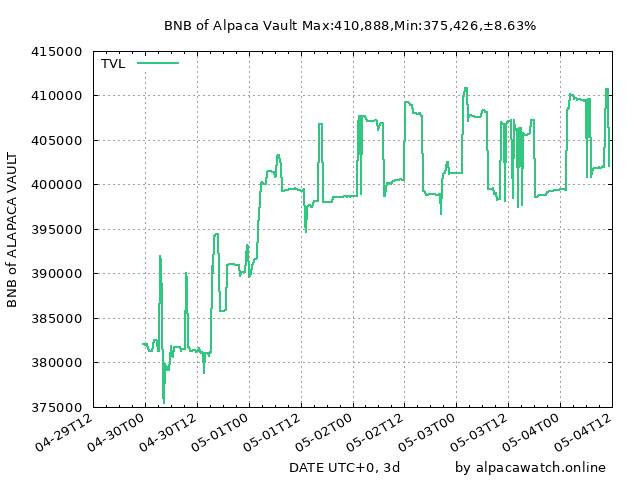 BNB of Alpaca Vault Max:410,888,Min:375,426,±8.63%
TVL
415000
410000
405000
400000
395000
390000
385000
380000
375000
BNB of ALAPACA VAULT
04-29T12
04-30T00
04-30T12
05-01T00
05-01T12
05-02T00
05-02T12
05-03T00
05-03T12
05-04T00
05-04T12
DATE UTC+0, 3d
by alpacawatch.online